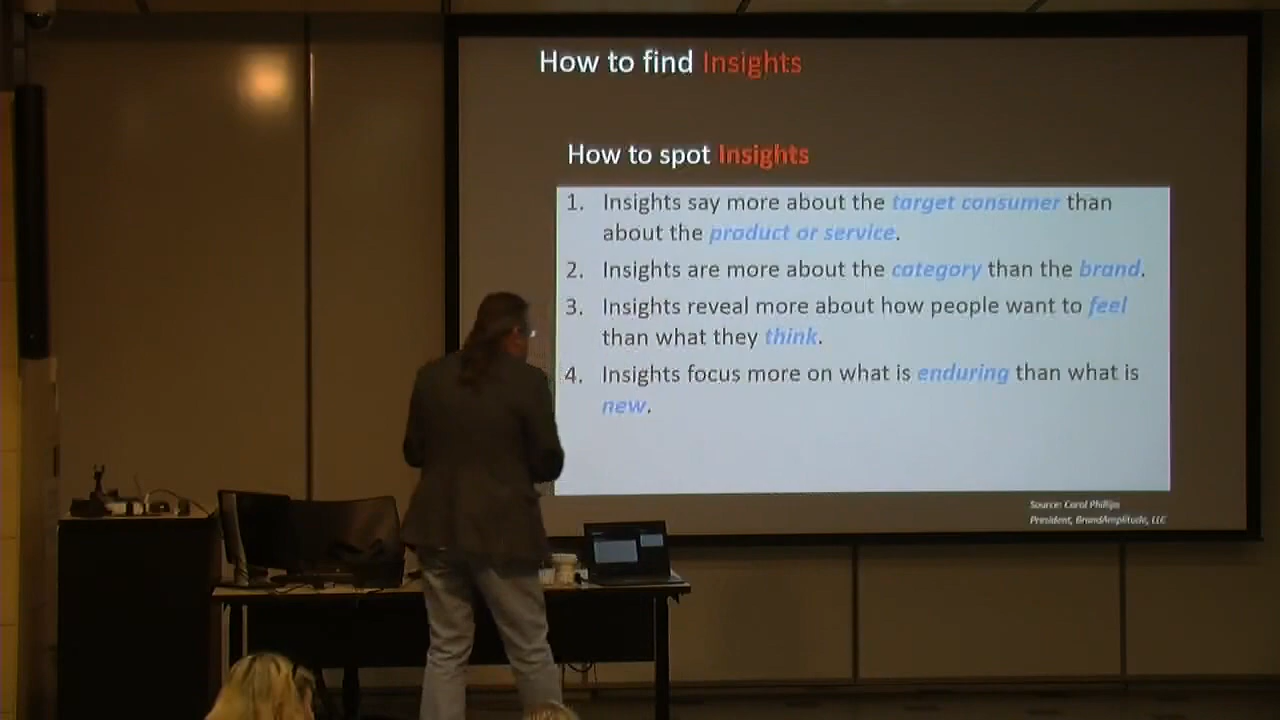 How to find Insights
How to spot Insights
1. Insights say more about the target consumer than
about the product or service.
2. Insights are more about the category than the brand.
3. Insights reveal more about how people want to feel
than what they think.
4. Insights focus more on what is enduring than what is
new.
Source: Carol Phillips
President, BrandAmplitude, LLC